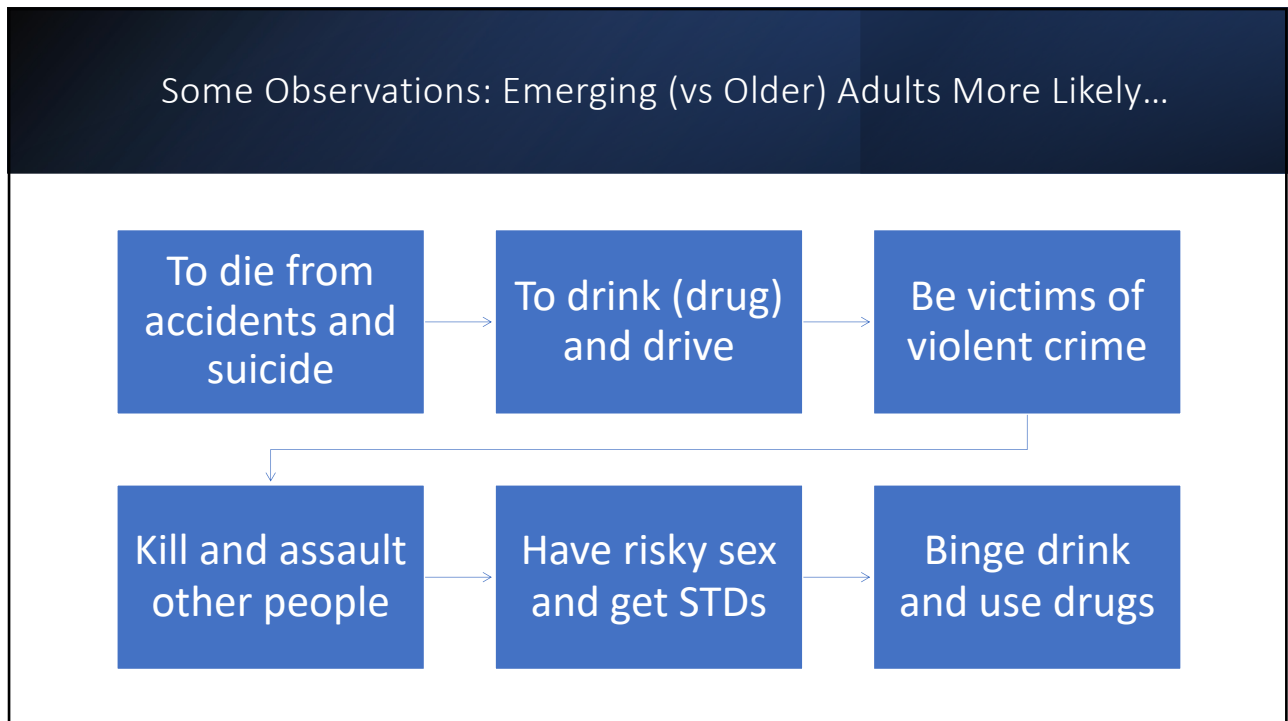 Some Observations: Emerging (vs Older) Adults More Likely…
To die from
accidents and
suicide
To drink (drug)
and drive
Be victims of
violent crime
Kill and assault
other people
Have risky sex
and get STDs
Binge drink
and use drugs